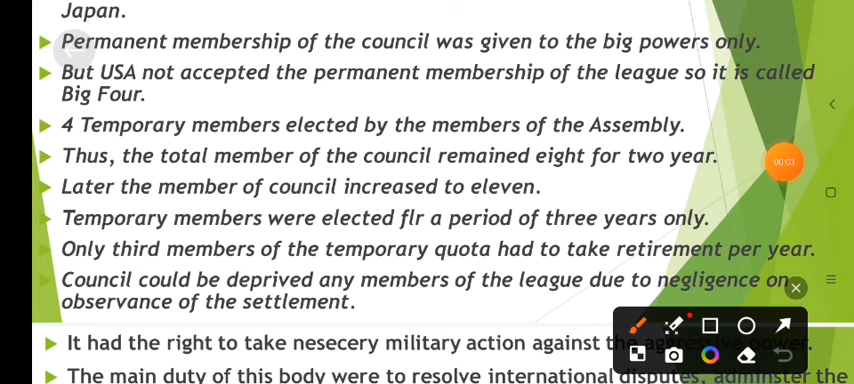 Japan.
Permanent membership of the council was given to the big powers only.
But USA not accepted the permanent membership of the league so it is called
Big Four.
4 Temporary members elected by the members of the Assembly.
Thus, the total member of the council remained eight for two year.
00:03
Later the member of council increased to eleven.
Temporary members were elected flr a period of three years only.
Only third members of the temporary quota had to take retirement per year.
Council could be deprived any members of the league due to negligence on
observance of the settlement.
It had the right to take nesecery military action against the aggressive power.
The main duty of this body were to resolve international disputes, adminster the